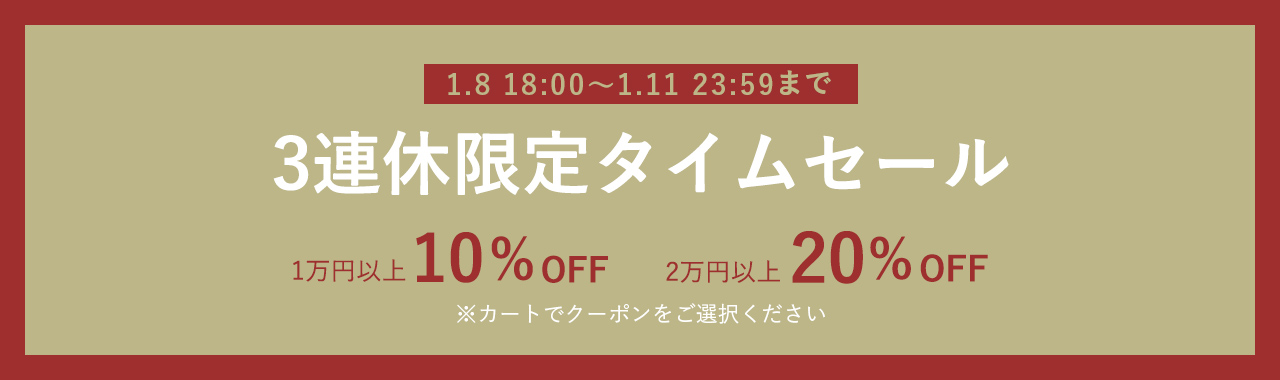 1.8 18:00～1.11 23:59まで
3連休限定タイムセール
1万円以上 10%OFF 2万円以上 20%OFF
※カートでクーポンをご選択ください